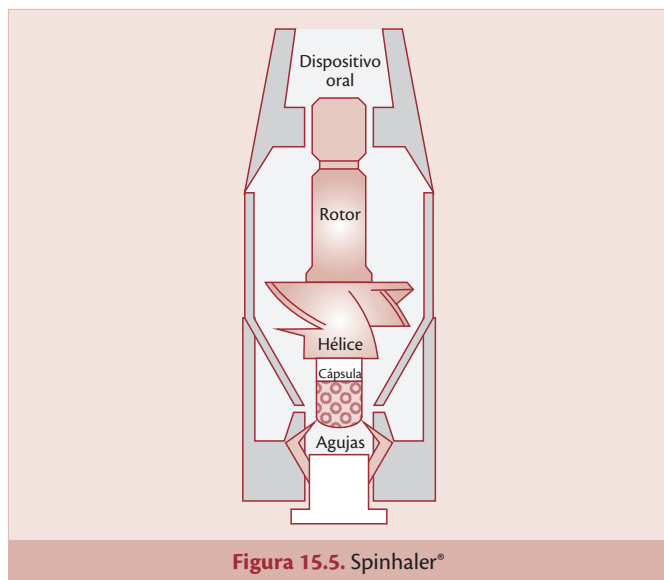 Dispositivo
oral
Rotor
Hélice
Cápsula
Agujas
Figura 15.5. Spinhaler®